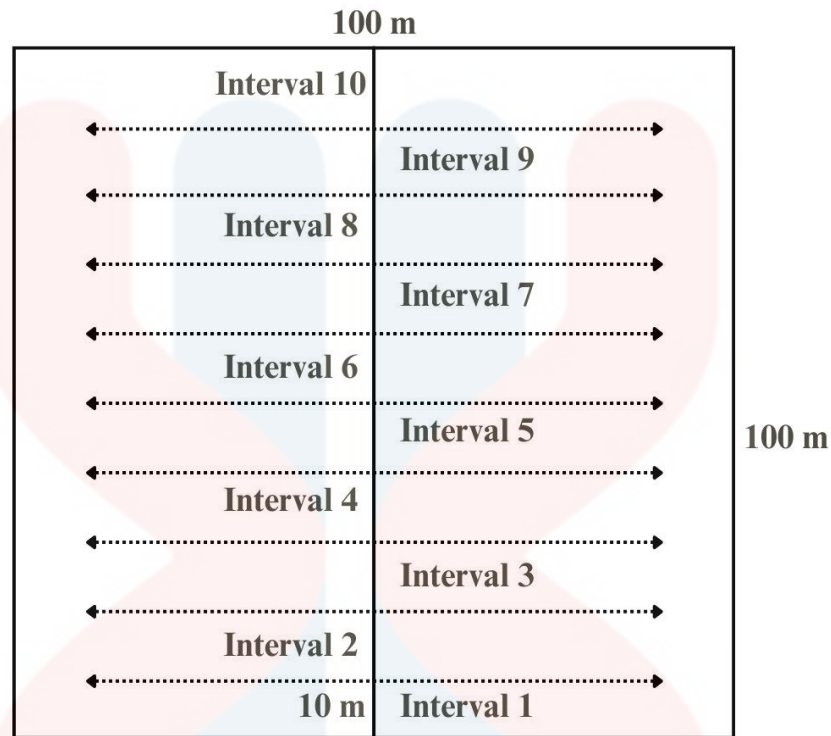 100 m
Interval 10
Interval 9
Interval 8
Interval 7
Interval 6
Interval 5
100 m
Interval 4
Interval 3
Interval 2
10 m Interval 1